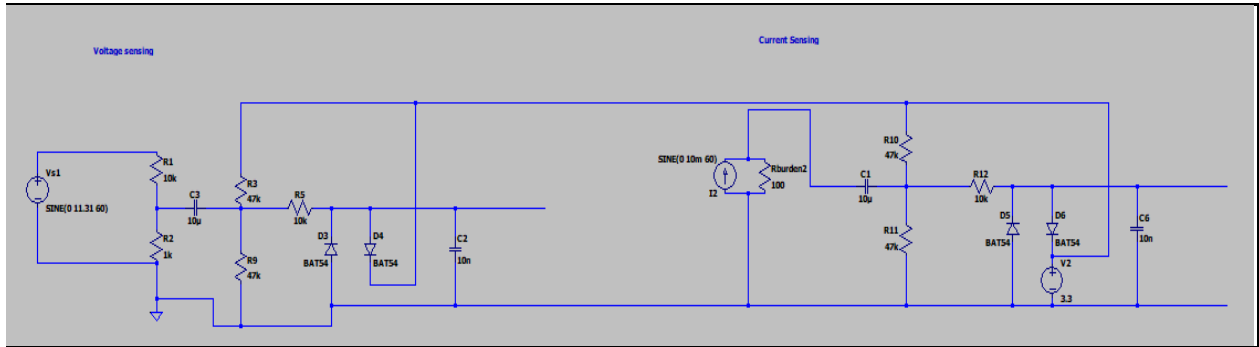 Voltage sensing
Current Sensing
Vs1
SINE(0 11.31 60)
R1
10k
R2
1k
C3
10µ
R3
47k
R9
47k
R5
10k
D3
BAT54
D4
BAT54
C2
10n
SINE(0 10m 60)
I2
Rburden2
100
C1
10µ
R10
47k
R11
47k
R12
10k
D5
BAT54
D6
BAT54
V2
3.3
C6
10n